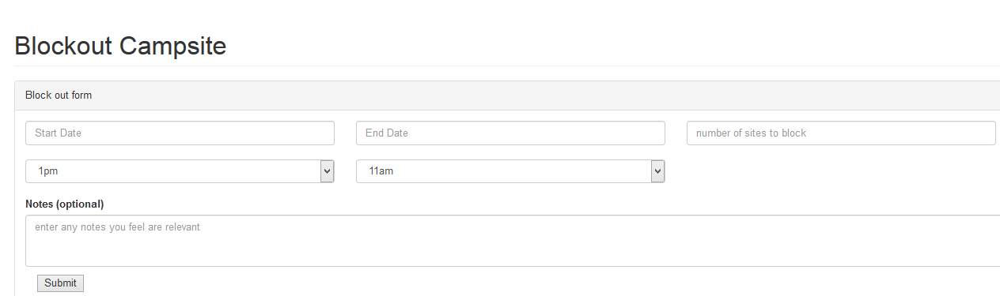 Blockout Campsite
Block out form
Start Date End Date number of sites to block
1pm 11am
Notes (optional)
enter any notes you feel are relevant
Submit